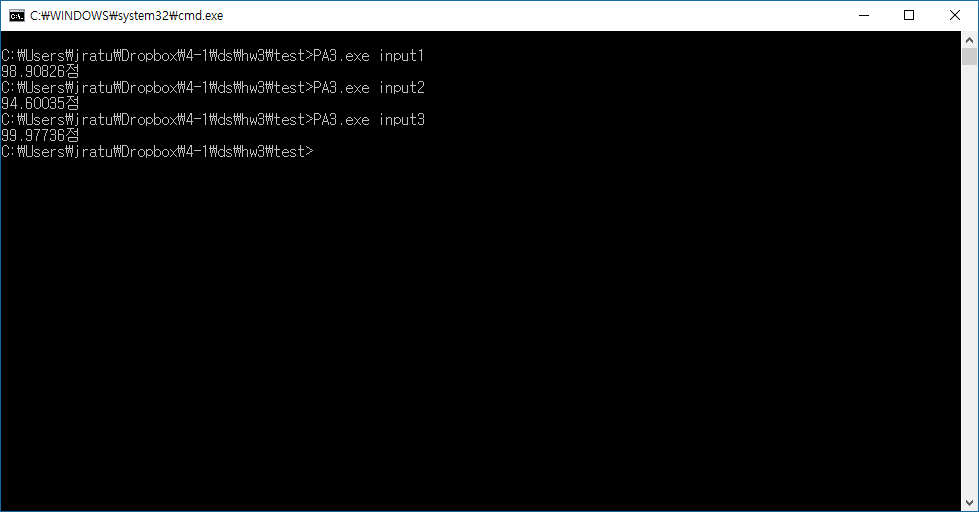 C:₩WINDOWS₩system32₩cmd.exe
C:₩Users₩jratu₩Dropbox₩4-1₩ds₩hw3₩test>PA3.exe input1
98.90826점
C:₩Users₩jratu₩Dropbox₩4-1₩ds₩hw3₩test>PA3.exe input2
94.60035점
C:₩Users₩jratu₩Dropbox₩4-1₩ds₩hw3₩test>PA3.exe input3
99.97736점
C:₩Users₩jratu₩Dropbox₩4-1₩ds₩hw3₩test>